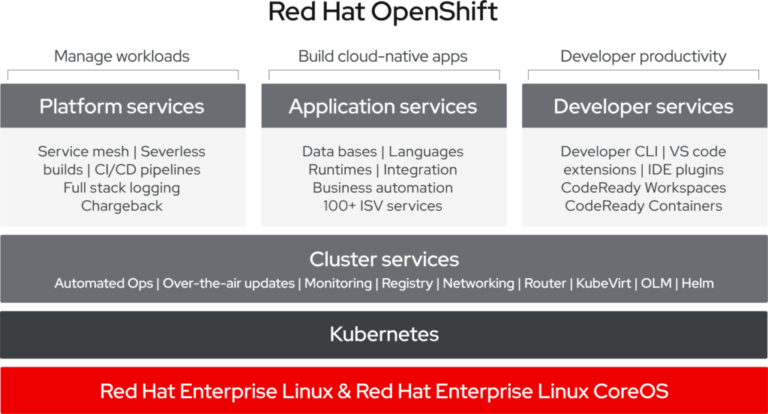 Red Hat OpenShift
Manage workloads
Build cloud-native apps
Developer productivity
Platform services
Application services
Developer services
Service mesh | Severless
builds | CI/CD pipelines
Full stack logging
Chargeback
Data bases | Languages
Runtimes | Integration
Business automation
100+ ISV services
Developer CLI | VS code
extensions | IDE plugins
CodeReady Workspaces
CodeReady Containers
Cluster services
Automated Ops | Over-the-air updates | Monitoring | Registry | Networking | Router | KubeVirt | OLM | Helm
Kubernetes
Red Hat Enterprise Linux & Red Hat Enterprise Linux CoreOS